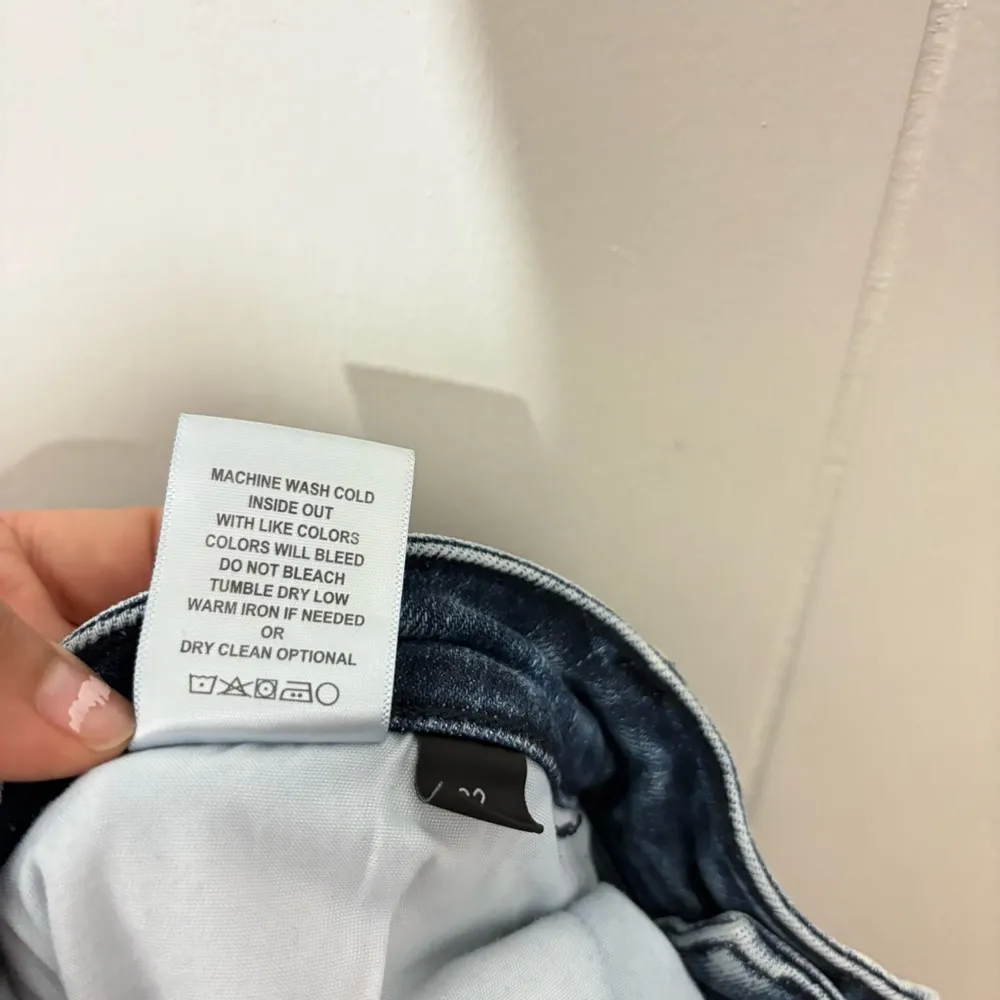 MACHINE WASH COLD
INSIDE OUT
WITH LIKE COLORS
COLORS WILL BLEED
DO NOT BLEACH
TUMBLE DRY LOW
WARM IRON IF NEEDED
OR
DRY CLEAN OPTIONAL